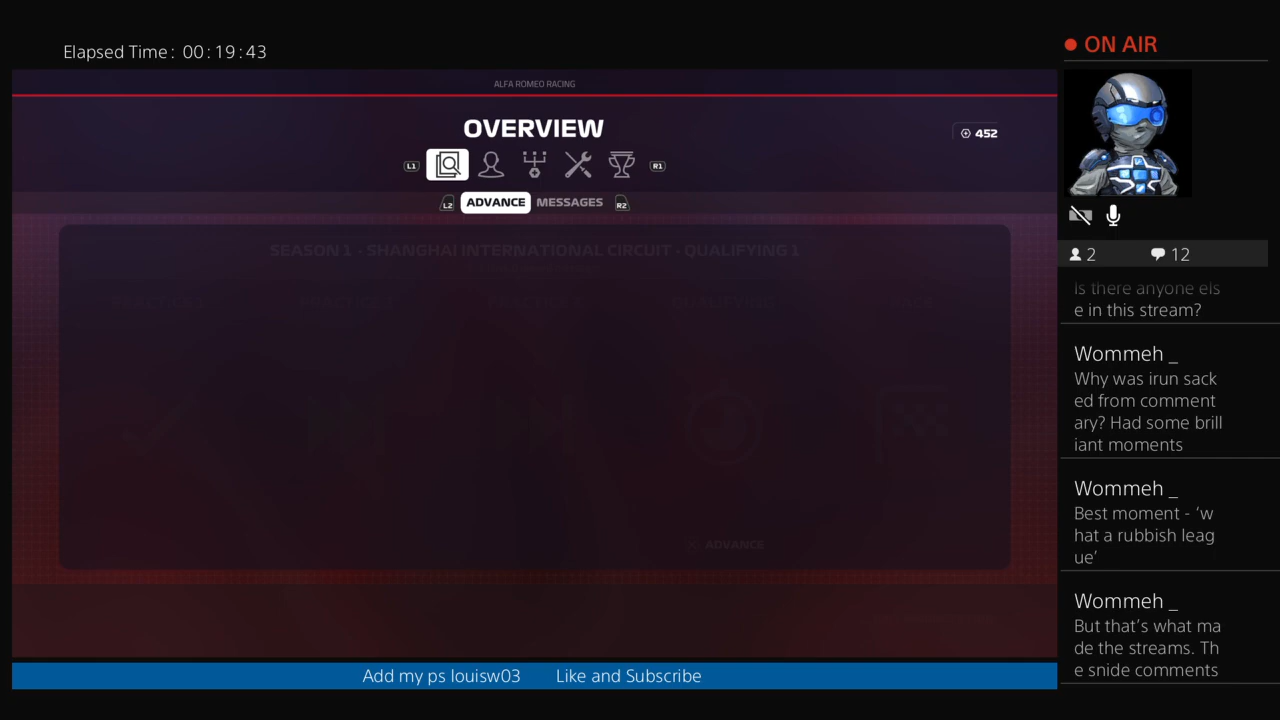 Elapsed Time: 00:19:43
ON AIR
ALFA ROMEO RACING
OVERVIEW
452
L1
R1
L2 ADVANCE MESSAGES R2
SEASON 1 - SHANGHAI INTERNATIONAL CIRCUIT - QUALIFYING 1
ADVANCE
Add my ps louisw03 Like and Subscribe
2 12
Is there anyone els
e in this stream?
Wommeh _
Why was irun sack
ed from comment
ary? Had some brill
iant moments
Wommeh _
Best moment - ‘w
hat a rubbish leag
ue’
Wommeh _
But that’s what ma
de the streams. Th
e snide comments